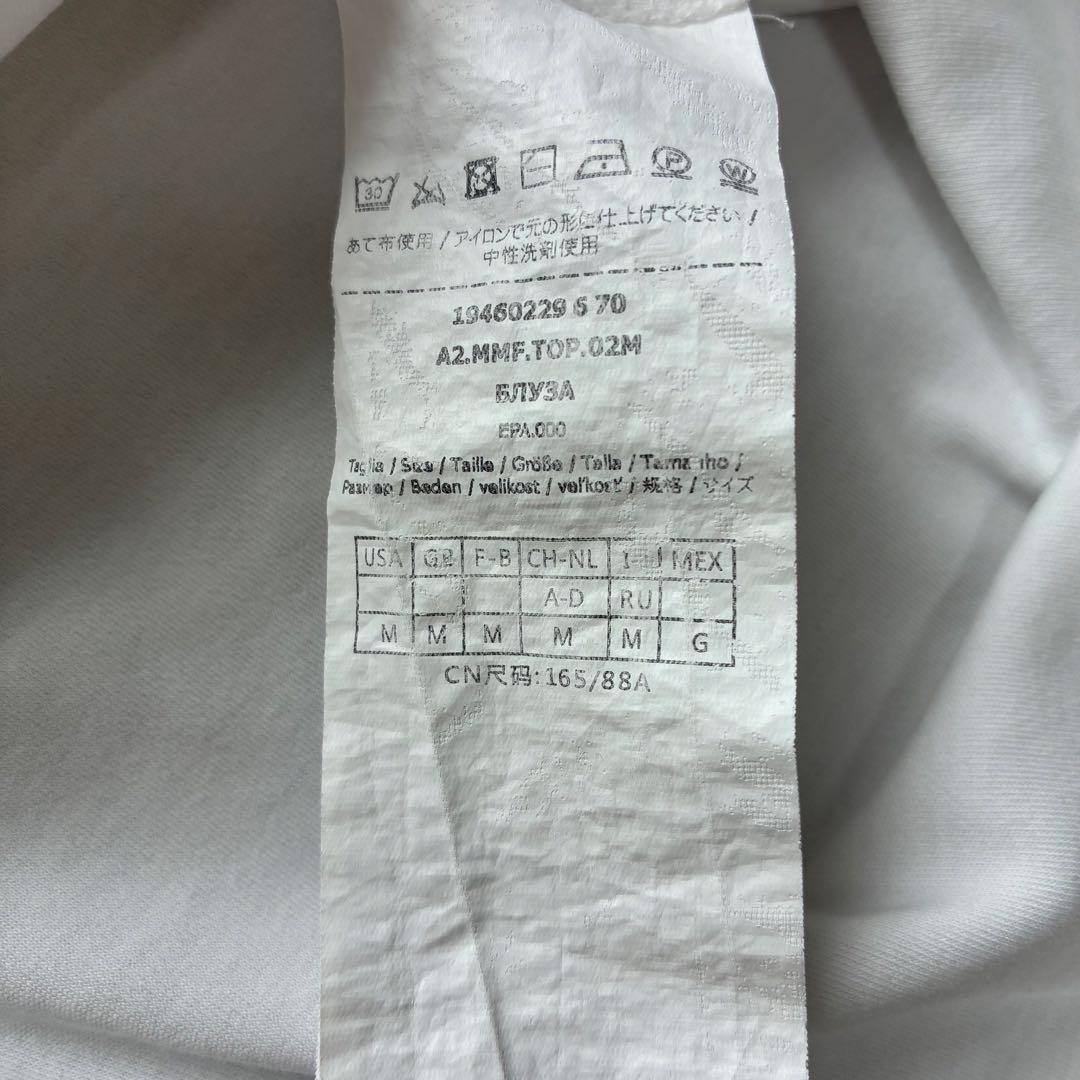 30 P W
あて布使用 / アイロンで元の形に仕上げてください /
中性洗剤使用
19460229 6 70
A2.MMF.TOP.02M
БЛУЗА
EPA.000
Taglia / Size / Taille / Größe / Talla / Tamanho /
Размер / Beden / velikost / veľkosť / 规格 / サイズ
USA GB F-B CH-NL MEX
A-D RU
M M M M M G
CN尺码: 165/88A